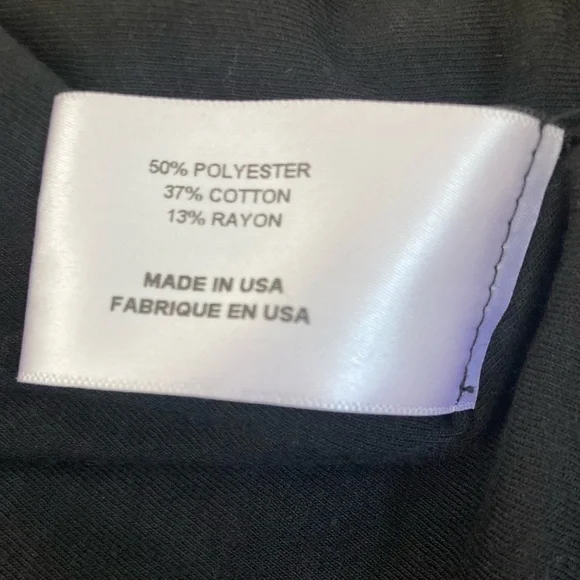 50% POLYESTER
37% COTTON
13% RAYON
MADE IN USA
FABRIQUE EN USA